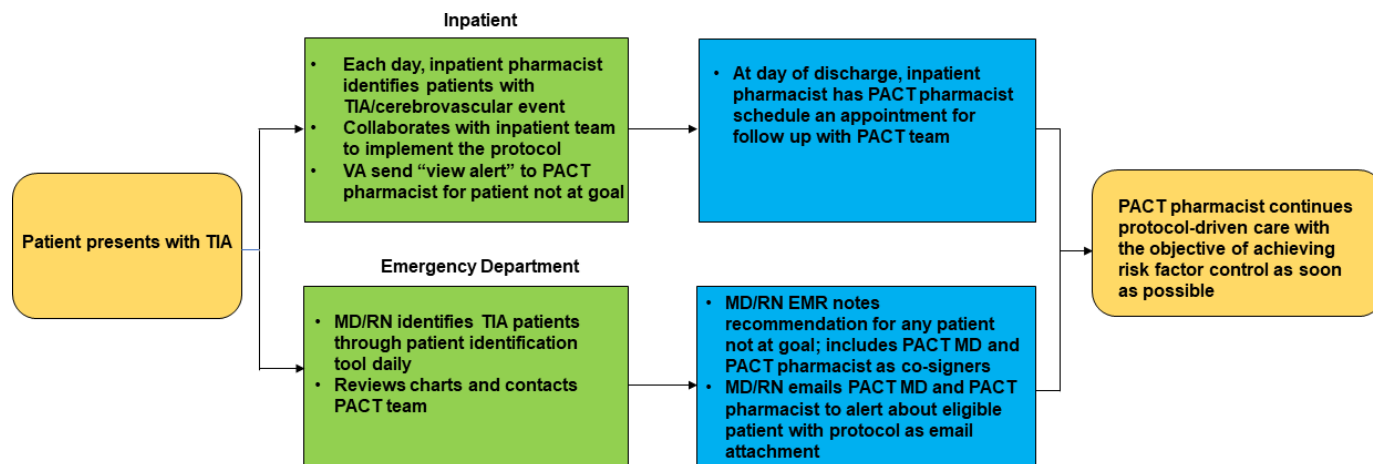 Inpatient
• Each day, inpatient pharmacist
identifies patients with
TIA/cerebrovascular event
• Collaborates with inpatient team
to implement the protocol
• VA send “view alert” to PACT
pharmacist for patient not at goal
• At day of discharge, inpatient
pharmacist has PACT pharmacist
schedule an appointment for
follow up with PACT team
Patient presents with TIA
Emergency Department
• MD/RN identifies TIA patients
through patient identification
tool daily
• Reviews charts and contacts
PACT team
• MD/RN EMR notes
recommendation for any patient
not at goal; includes PACT MD and
PACT pharmacist as co-signers
• MD/RN emails PACT MD and PACT
pharmacist to alert about eligible
patient with protocol as email
attachment
PACT pharmacist continues
protocol-driven care with
the objective of achieving
risk factor control as soon
as possible